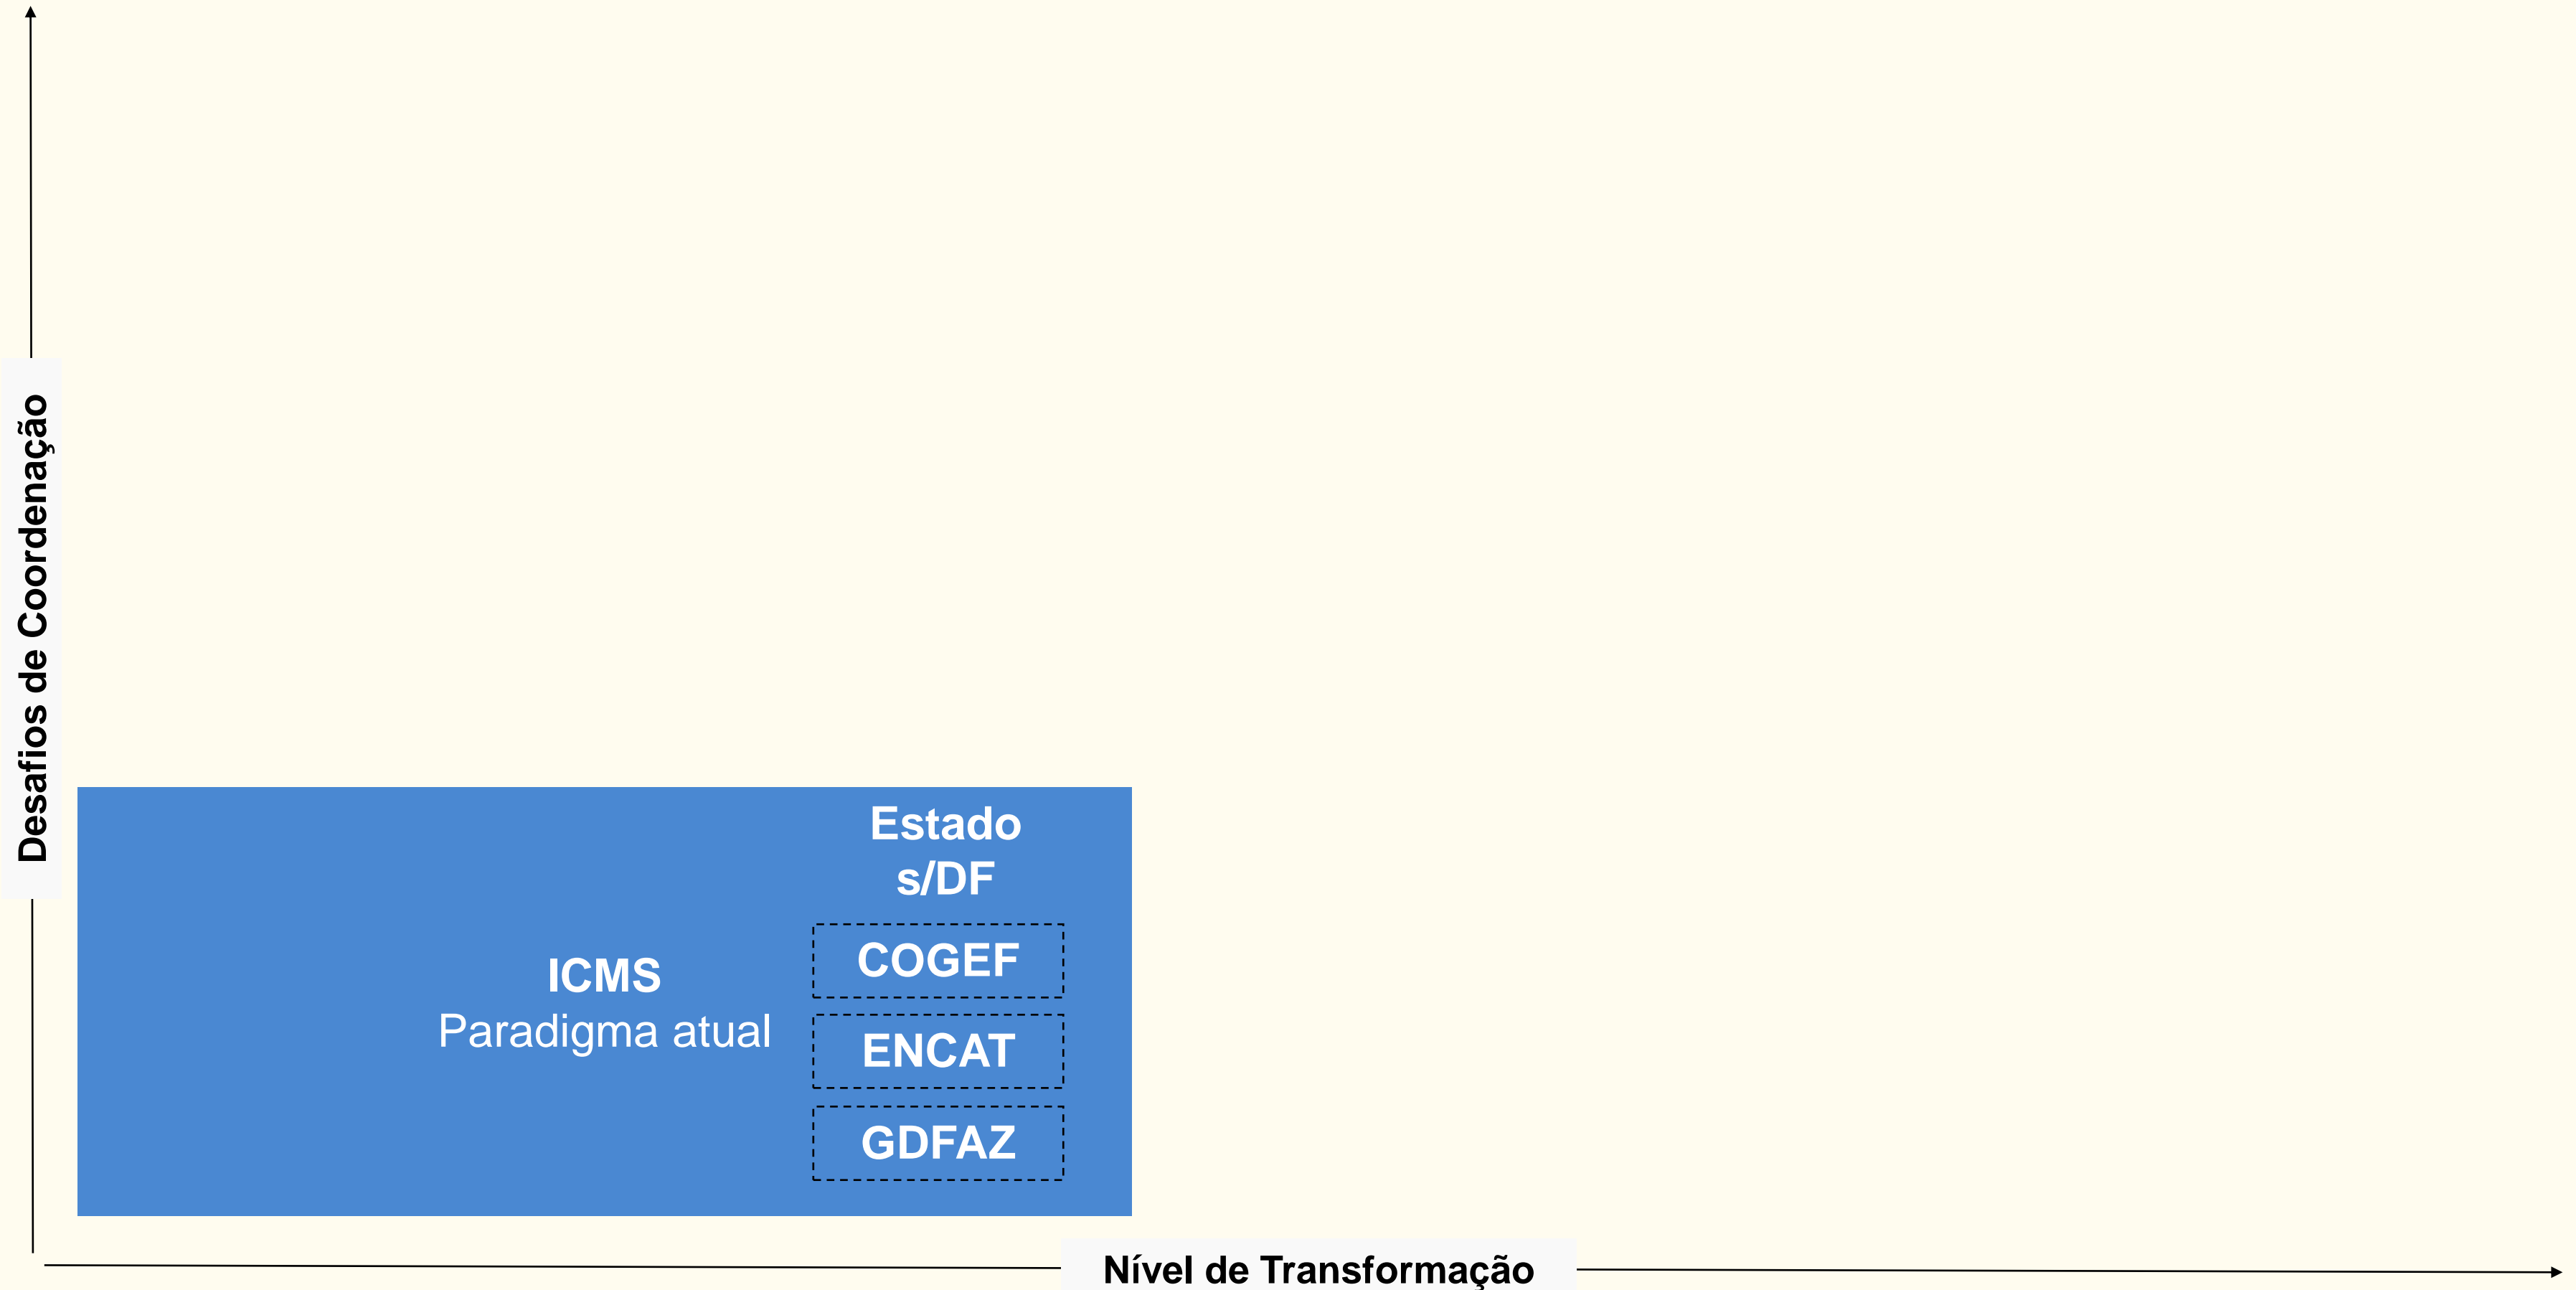 Desafios de Coordenação
Estado
s/DF
ICMS
Paradigma atual
COGEF
ENCAT
GDFAZ
Nível de Transformação